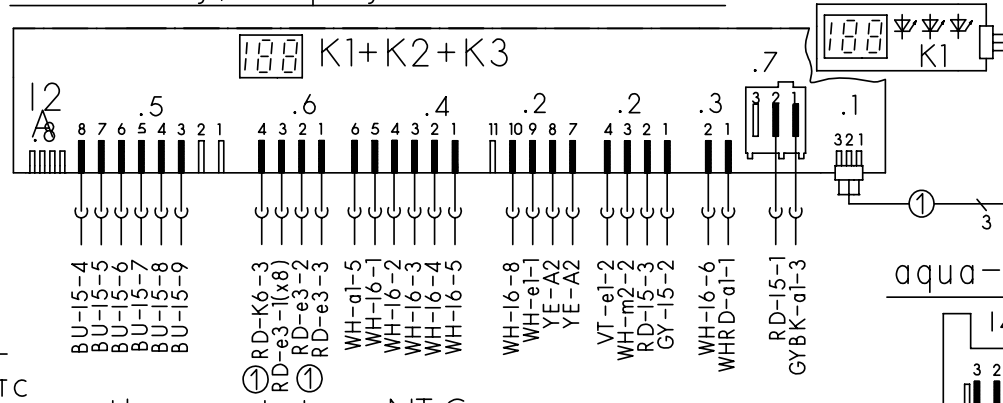 188 K1+K2+K3
188 K1
12
A
.8 .5 .6 .4 .2 .2 .3 .7 .1
8 7 6 5 4 3 2 1
4 3 2 1
6 5 4 3 2 1
11 10 9 8 7
4 3 2 1
2 1
3 2 1
3 2 1
BU-15-4
BU-15-5
BU-15-6
BU-15-7
BU-15-8
BU-15-9
1 RD-K6-3
RD-e3-1(x8)
1 RD-e3-2
RD-e3-3
WH-a1-5
WH-16-1
WH-16-2
WH-16-3
WH-16-4
WH-16-5
WH-16-8
WH-e1-1
YE-A2
YE-A2
VT-e1-2
WH-m2-2
RD-15-3
GY-15-2
WH-16-6
WHRD-a1-1
RD-15-1
GYBK-a1-3
1
3
aqua-
3 2
TC